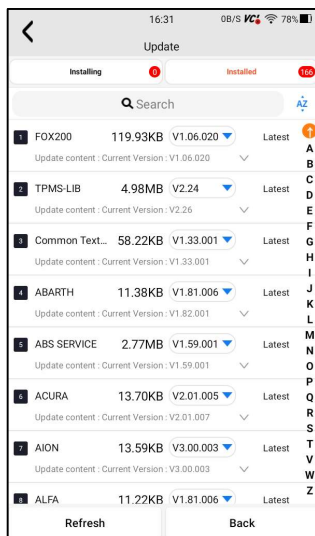 16:31 0B/S VCI 78%
Update
Installing 0 Installed 166
Search AZ
1 FOX200 119.93KB V1.06.020 Latest
Update content : Current Version : V1.06.020
2 TPMS-LIB 4.98MB V2.24 Latest
Update content : Current Version : V2.26
3 Common Text... 58.22KB V1.33.001 Latest
Update content : Current Version : V1.33.001
4 ABARTH 11.38KB V1.81.006 Latest
Update content : Current Version : V1.82.001
5 ABS SERVICE 2.77MB V1.59.001 Latest
Update content : Current Version : V1.59.001
6 ACURA 13.70KB V2.01.005 Latest
Update content : Current Version : V2.01.007
7 AION 13.59KB V3.00.003 Latest
Update content : Current Version : V3.00.003
8 ALFA 11.22KB V1.81.006 Latest
A
B
C
D
E
F
G
H
I
J
K
L
M
N
O
P
Q
R
S
T
V
W
Z
Refresh Back